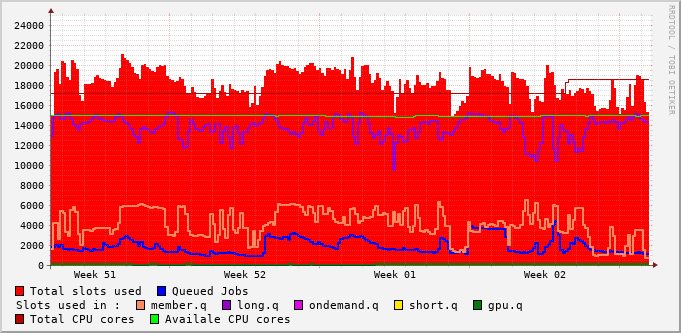 24000
22000
20000
18000
16000
14000
12000
10000
8000
6000
4000
2000
0
Week 51 Week 52 Week 01 Week 02
Total slots used Queued Jobs
Slots used in : member.q long.q ondemand.q short.q gpu.q
Total CPU cores Availale CPU cores
RRDTOOL / TOBI OETIKER